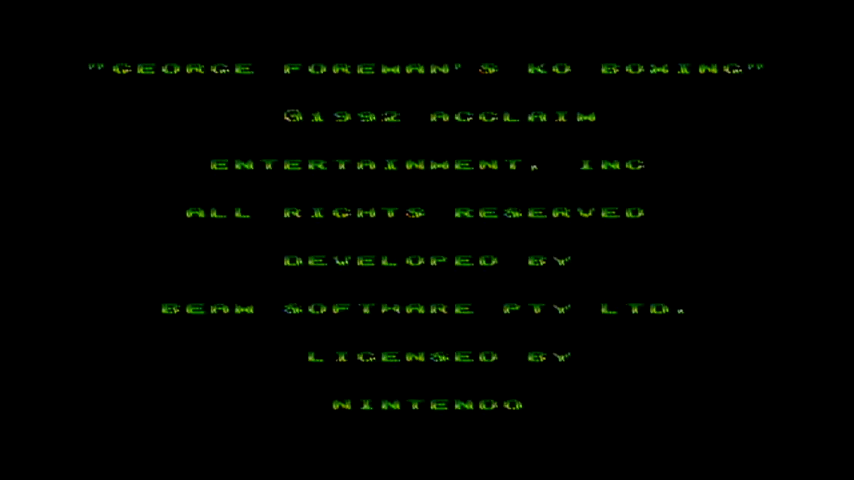 "GEORGE FOREMAN'S KO BOXING"
©1992 ACCLAIM
ENTERTAINMENT, INC
ALL RIGHTS RESERVED
DEVELOPED BY
BEAM SOFTWARE PTY LTD.
LICENSED BY
NINTENDO